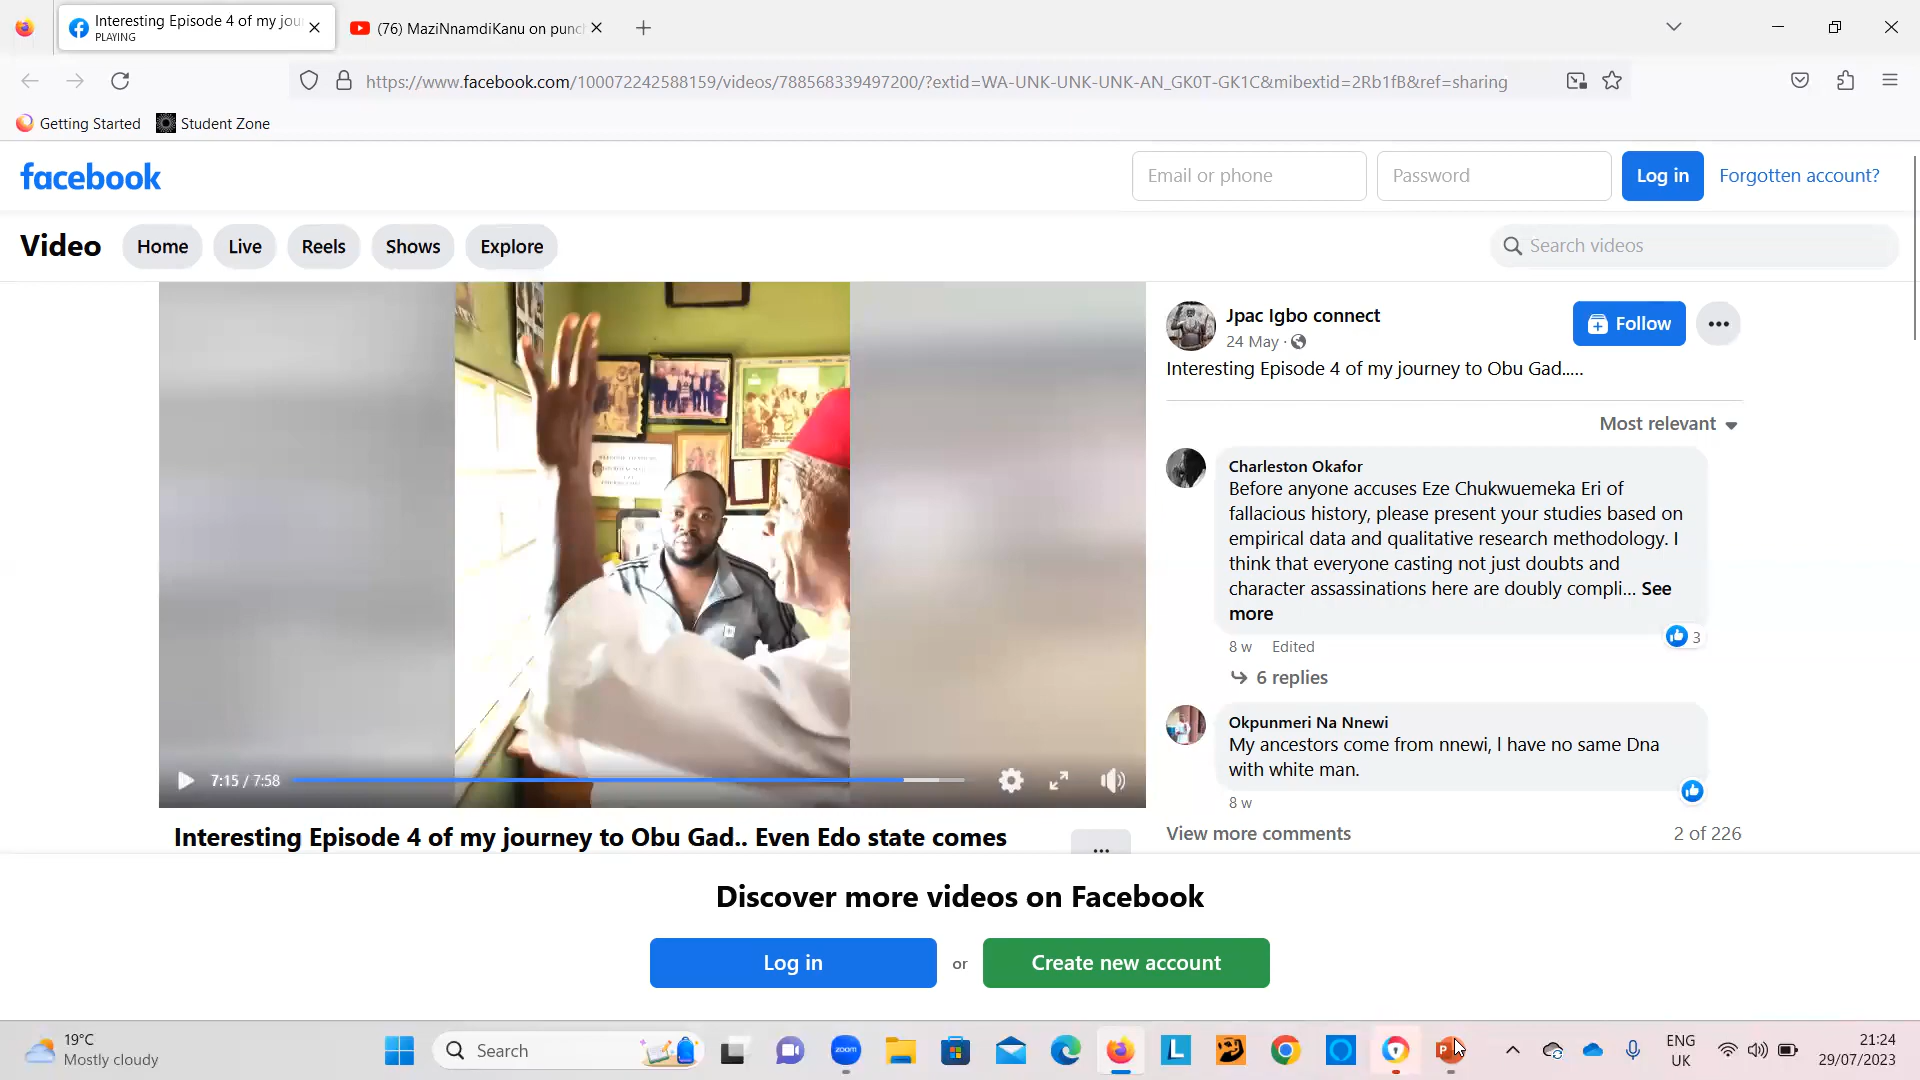 Interesting Episode 4 of my jou
PLAYING
(76) MaziNnamdiKanu on punc
https://www.facebook.com/100072242588159/videos/788568339497200/?extid=WA-UNK-UNK-UNK-AN_GK0T-GK1C&mibextid=2Rb1fB&ref=sharing
Getting Started
Student Zone
facebook
Email or phone
Password
Log in
Forgotten account?
Video
Home
Live
Reels
Shows
Explore
Search videos
Jpac Igbo connect
Follow
24 May ·
Interesting Episode 4 of my journey to Obu Gad.....
Most relevant
Charleston Okafor
Before anyone accuses Eze Chukwuemeka Eri of
fallacious history, please present your studies based on
empirical data and qualitative research methodology. I
think that everyone casting not just doubts and
character assassinations here are doubly compli... See
more
3
8 w Edited
6 replies
Okpunmeri Na Nnewi
My ancestors come from nnewi, I have no same Dna
with white man.
8 w
View more comments
2 of 226
7:15 / 7:58
Interesting Episode 4 of my journey to Obu Gad.. Even Edo state comes
Discover more videos on Facebook
Log in
or
Create new account
19°C
Mostly cloudy
Search
zoom
L
P
ENG
UK
21:24
29/07/2023